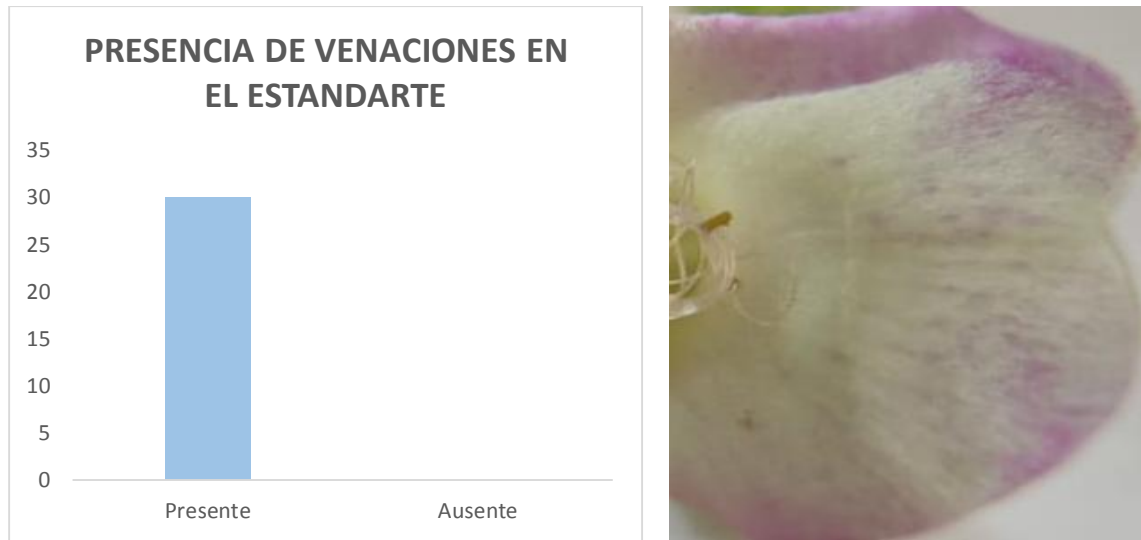 PRESENCIA DE VENACIONES EN
EL ESTANDARTE
35
30
25
20
15
10
5
0
Presente Ausente